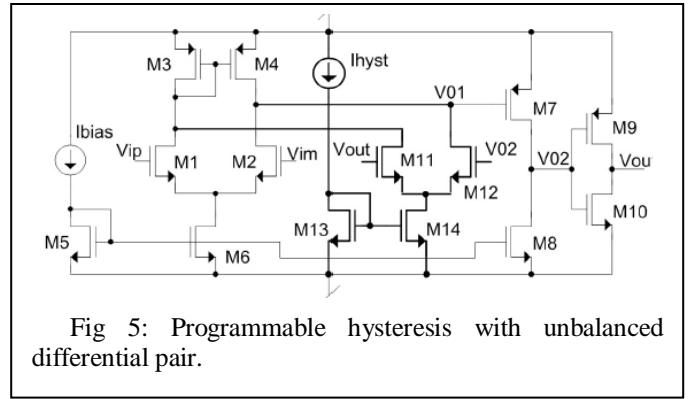 M3
M4
Ihyst
V01
M7
M9
Ibias
Vip
M1
M2
Vim
Vout
M11
V02
M12
V02
Vou
M10
M5
M6
M13
M14
M8
Fig 5: Programmable hysteresis with unbalanced
differential pair.